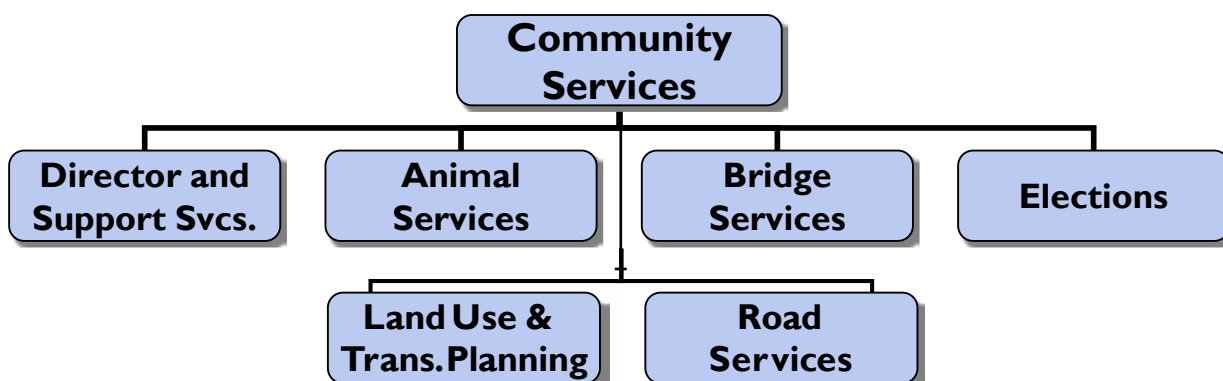 Community
Services
Director and
Support Svcs.
Animal
Services
Bridge
Services
Elections
Land Use &
Trans. Planning
Road
Services